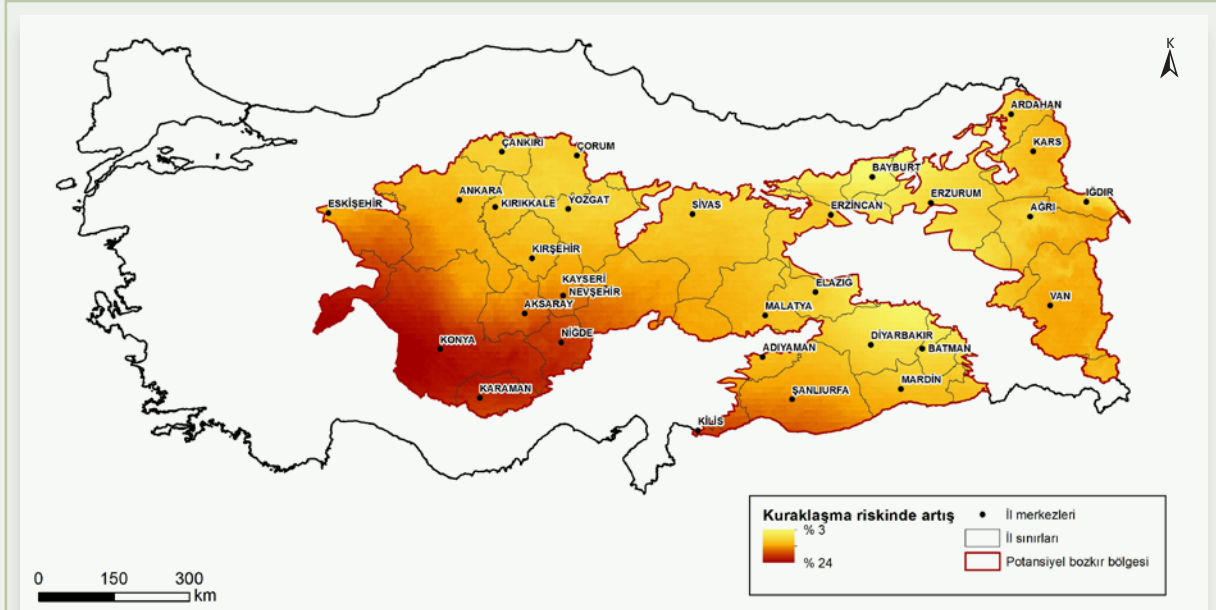 K
ARDAHAN
KARS
ÇANKIRI
ÇORUM
BAYBURT
ANKARA
KIRIKKALE
YOZGAT
SİVAS
ERZİNCAN
ERZURUM
IĞDIR
AĞRI
ESKİŞEHİR
KIRŞEHİR
KAYSERİ
NEVŞEHİR
AKSARAY
ELAZIĞ
MALATYA
VAN
KONYA
NİĞDE
DİYARBAKIR
BATMAN
ADIYAMAN
KARAMAN
ŞANLIURFA
MARDİN
KİLİS
Kuraklaşma riskinde artış
% 3
% 24
İl merkezleri
İl sınırları
Potansiyel bozkır bölgesi
0 150 300
km